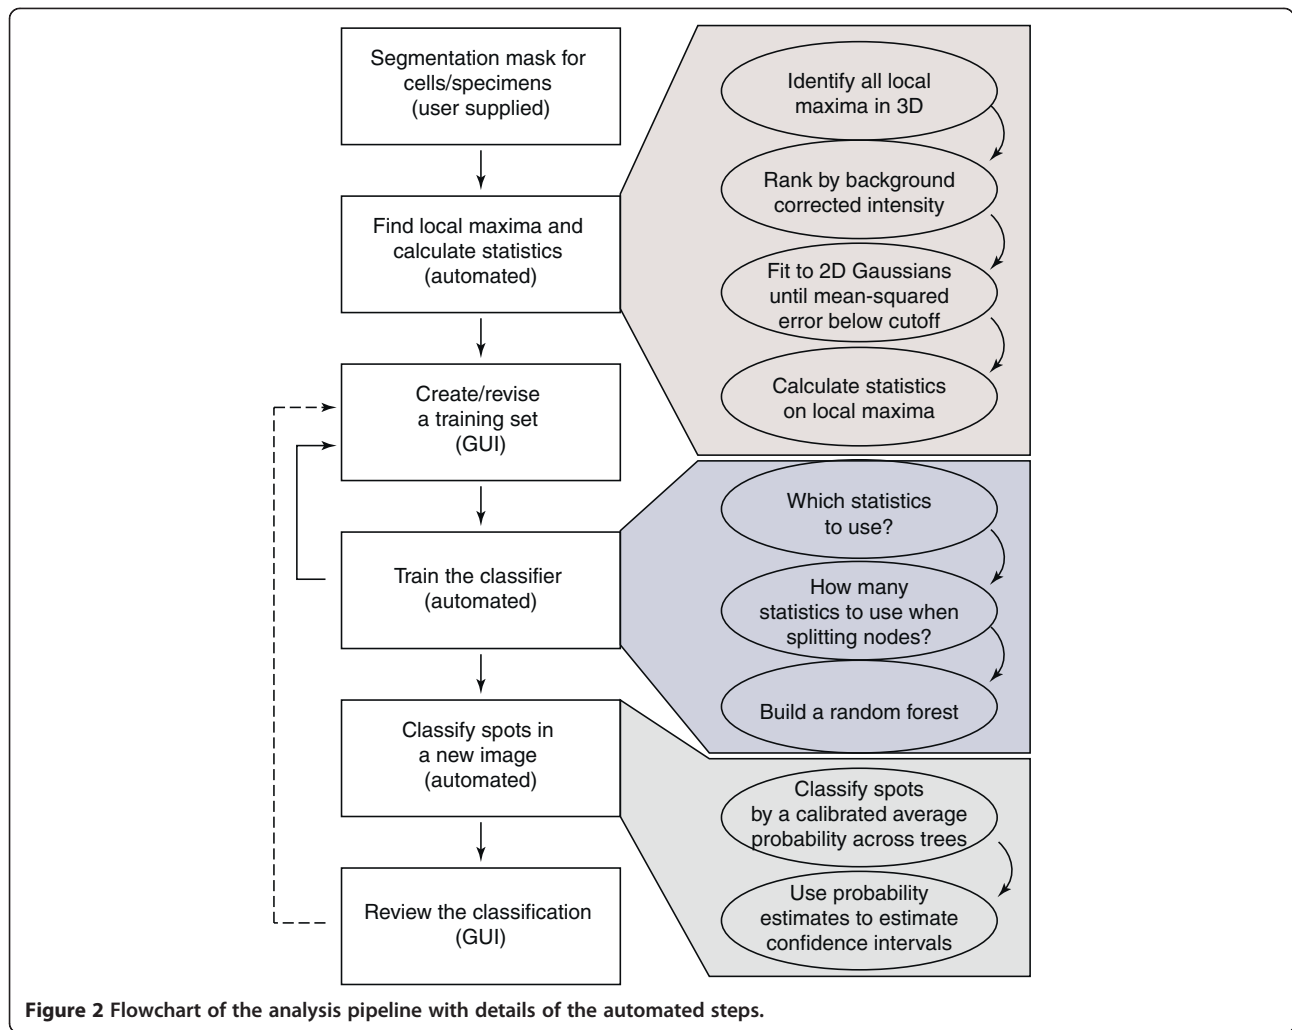 Segmentation mask for
cells/specimens
(user supplied)
Find local maxima and
calculate statistics
(automated)
Create/revise
a training set
(GUI)
Train the classifier
(automated)
Classify spots in
a new image
(automated)
Review the classification
(GUI)
Identify all local
maxima in 3D
Rank by background
corrected intensity
Fit to 2D Gaussians
until mean-squared
error below cutoff
Calculate statistics
on local maxima
Which statistics
to use?
How many
statistics to use when
splitting nodes?
Build a random forest
Classify spots
by a calibrated average
probability across trees
Use probability
estimates to estimate
confidence intervals
Figure 2 Flowchart of the analysis pipeline with details of the automated steps.